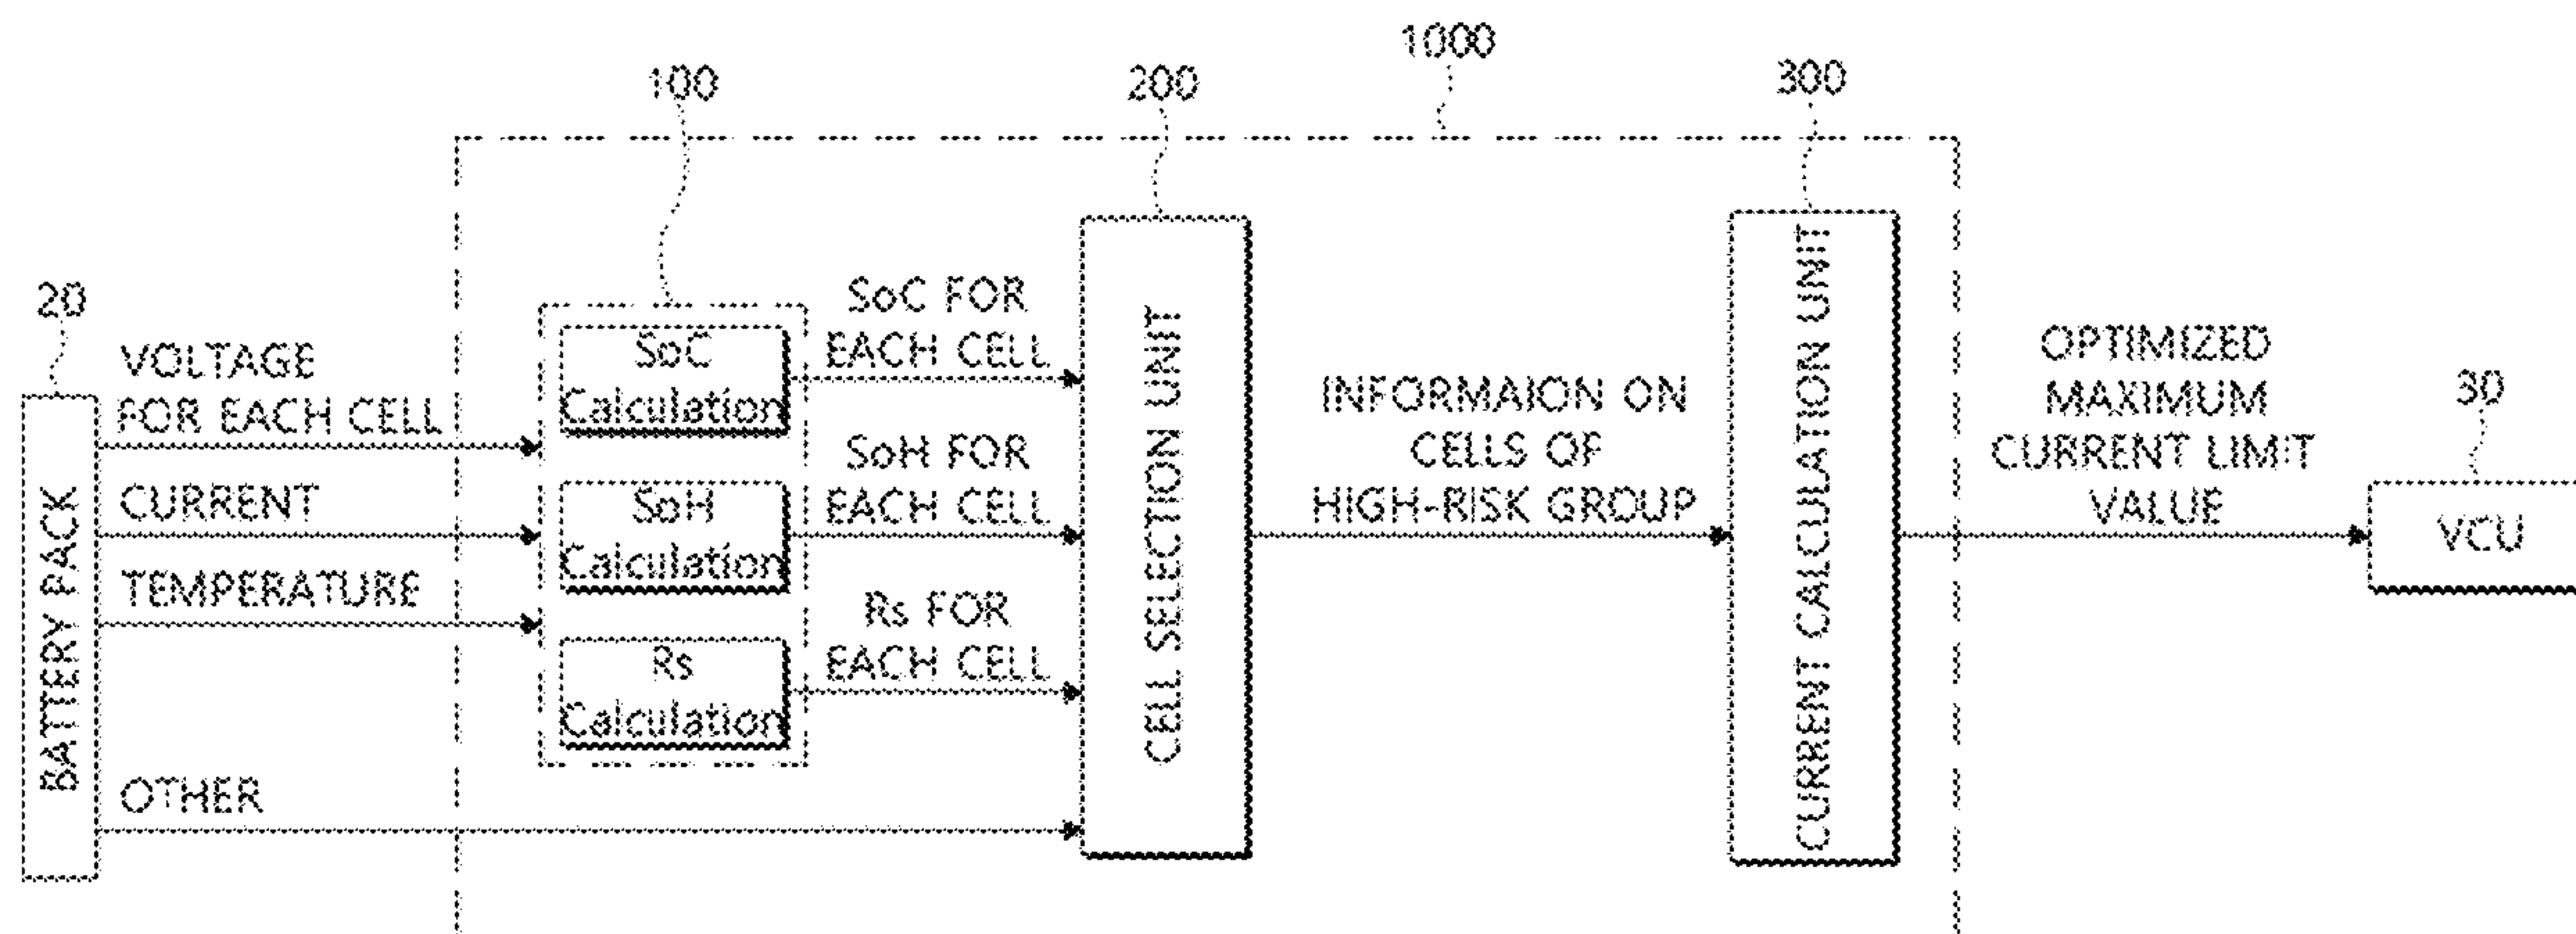 1000
100
200
300
20
VOLTAGE
FOR EACH CELL
CURRENT
TEMPERATURE
OTHER
BATTERY PACK
SoC
Calculation
SoH
Calculation
Rs
Calculation
SoC FOR
EACH CELL
SoH FOR
EACH CELL
Rs FOR
EACH CELL
CELL SELECTION UNIT
INFORMAION ON
CELLS OF
HIGH-RISK GROUP
CURRENT CALCULATION UNIT
OPTIMIZED
MAXIMUM
CURRENT LIMIT
VALUE
30
VCU